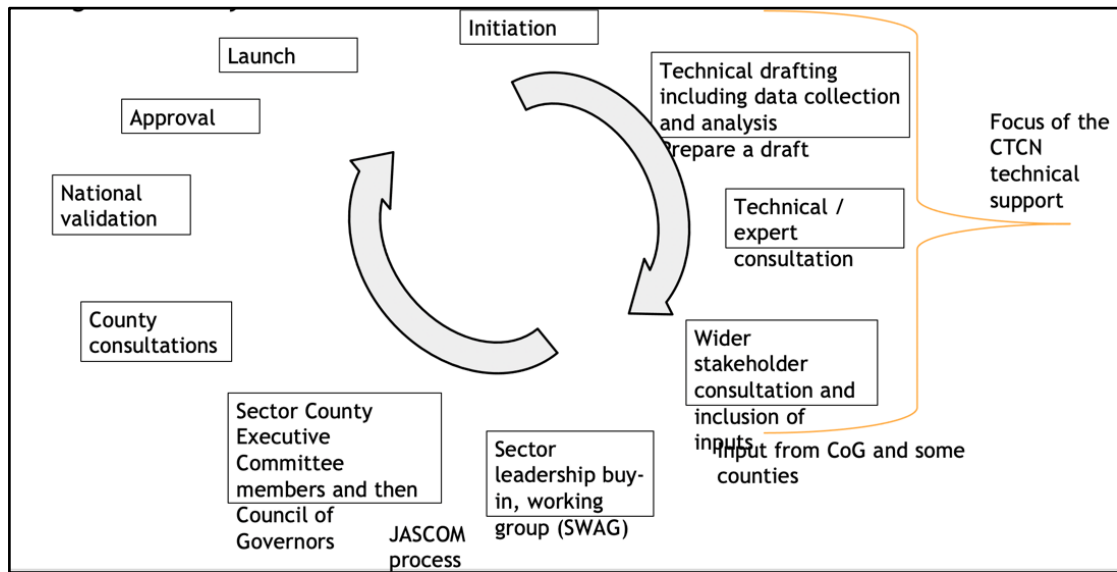 Initiation
Launch
Technical drafting
including data collection
and analysis
Prepare a draft
Approval
Focus of the
CTCN
technical
support
National
validation
Technical /
expert
consultation
County
consultations
Wider
stakeholder
consultation and
inclusion of
inputs
Input from CoG and some
counties
Sector
leadership buy-
in, working
group (SWAG)
Sector County
Executive
Committee
members and then
Council of
Governors
JASCOM
process